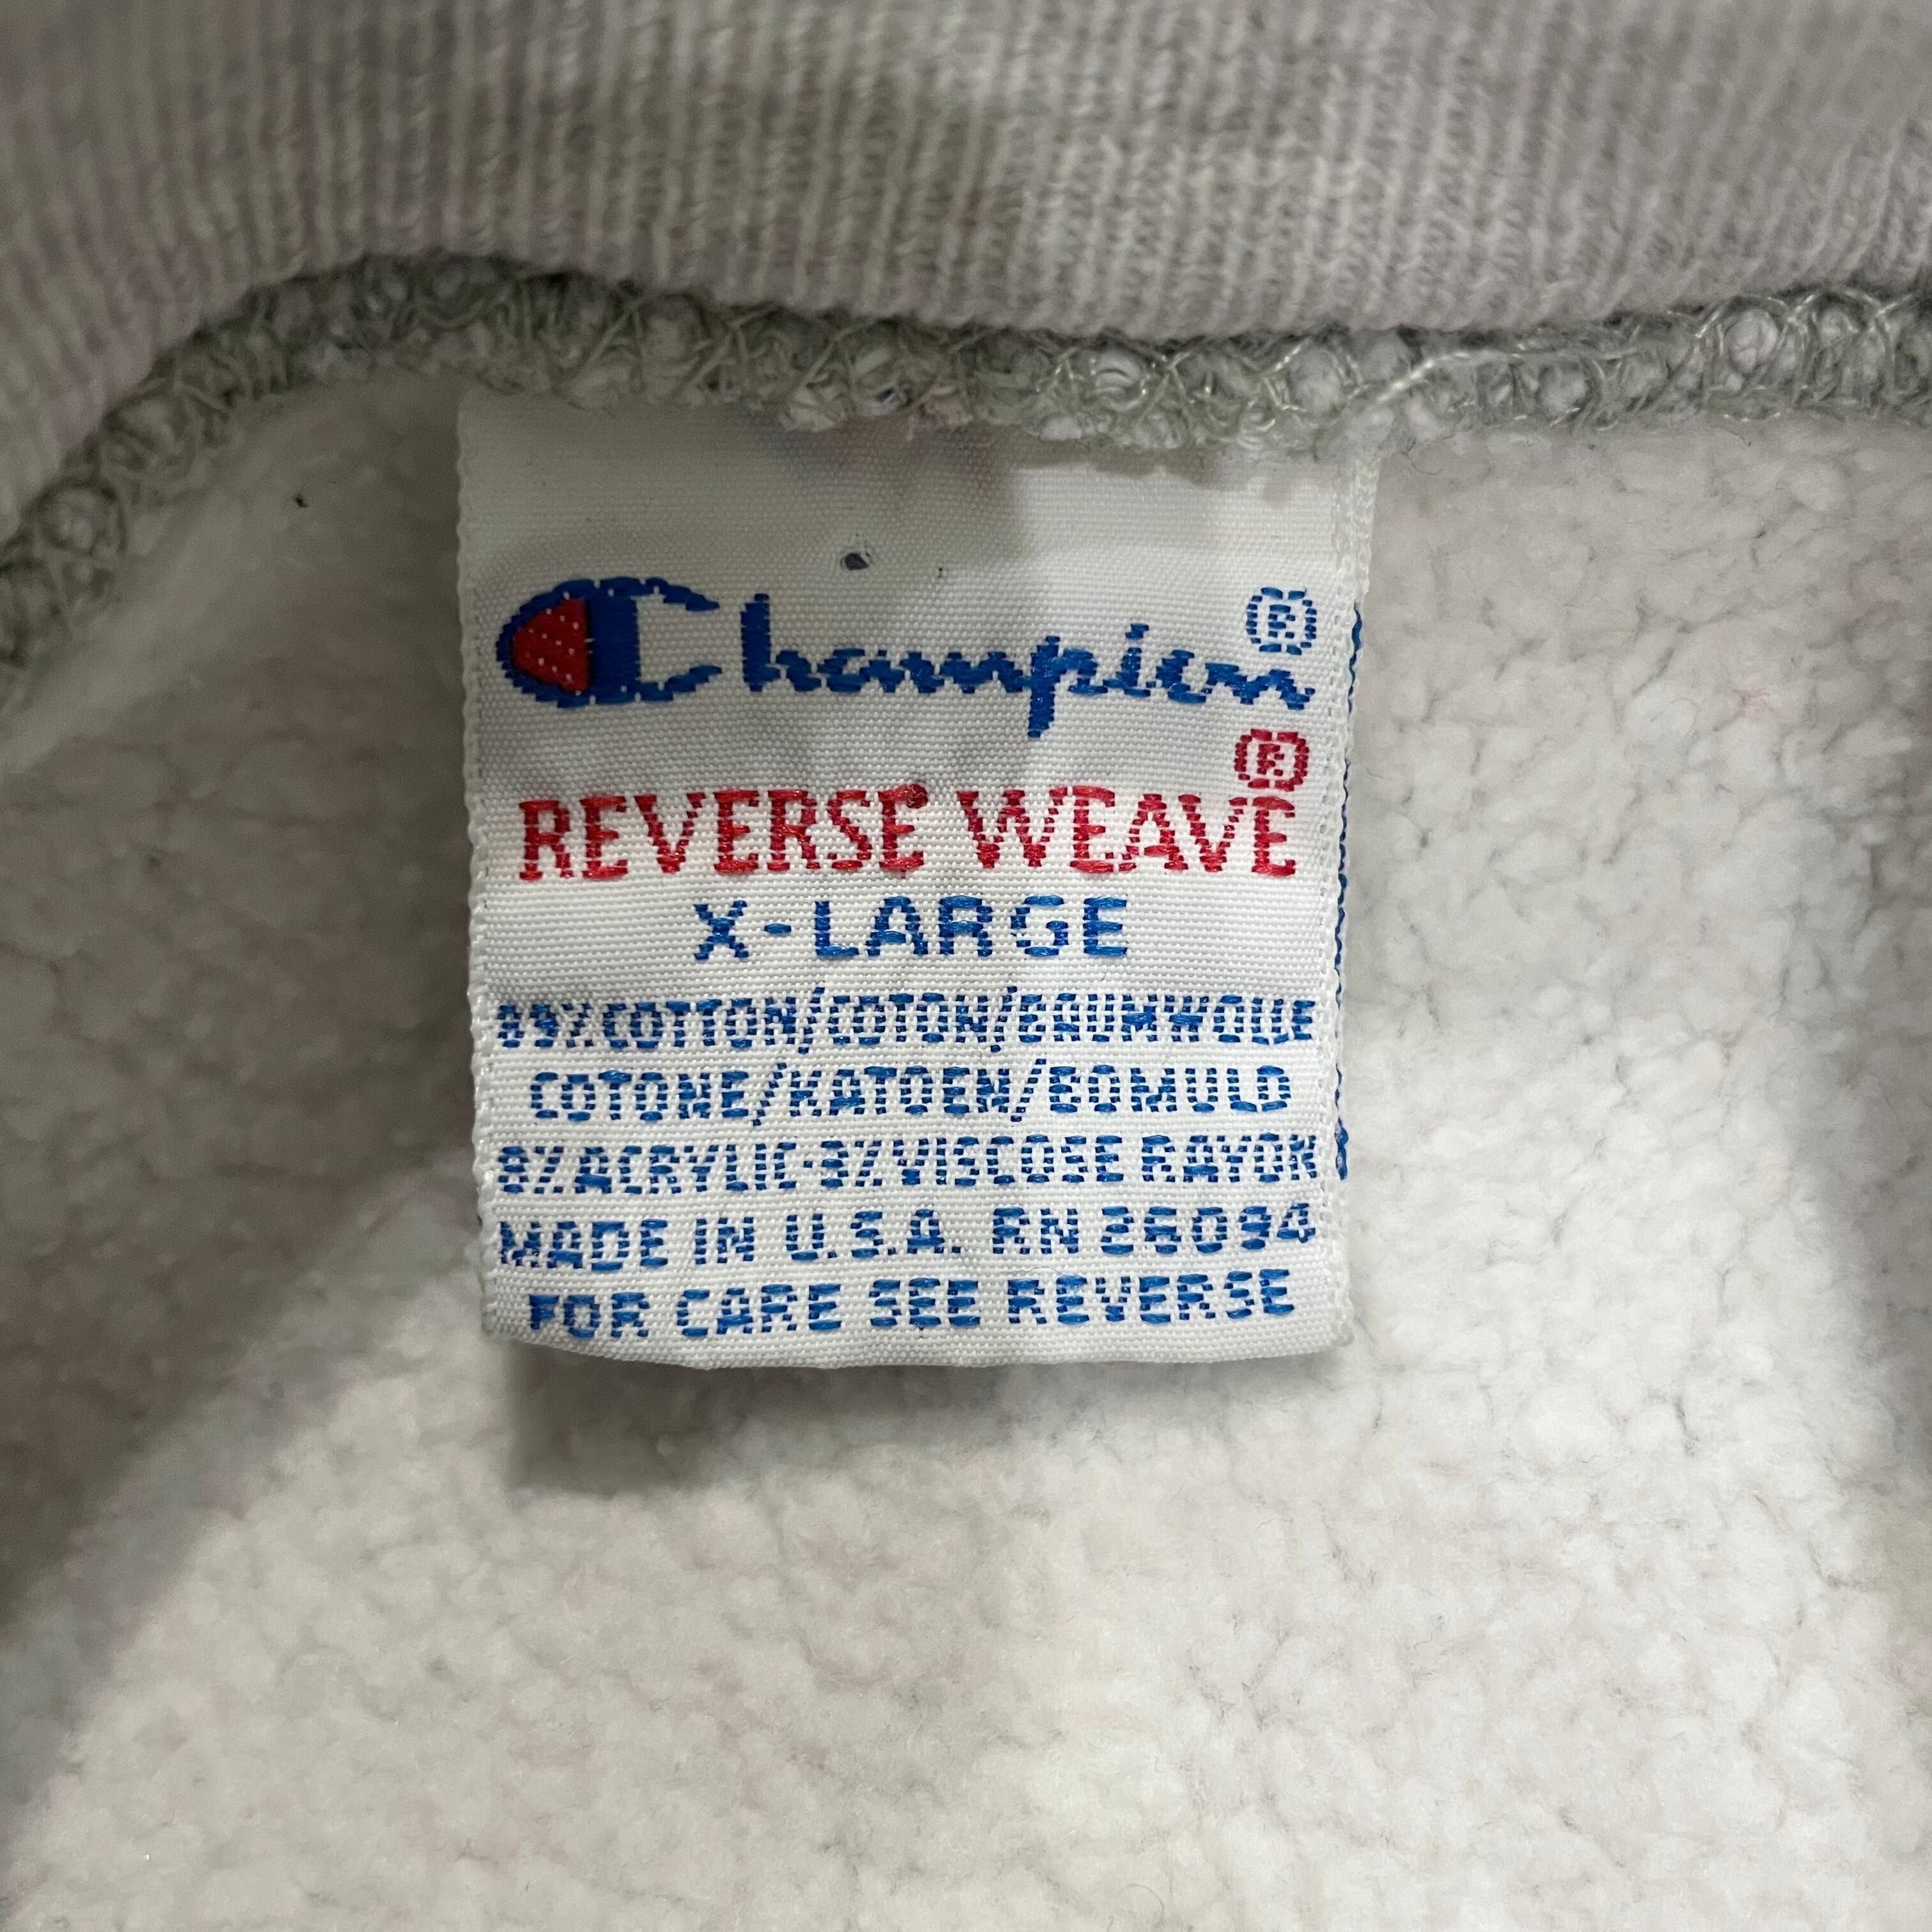 Champion®
REVERSE WEAVE®
X-LARGE
89%COTTON/COTON/BAUMWOLLE
COTONE/KATOEN/BOMULD
8%ACRYLIC-3%VISCOSE RAYON
MADE IN U.S.A. RN 26094
FOR CARE SEE REVERSE